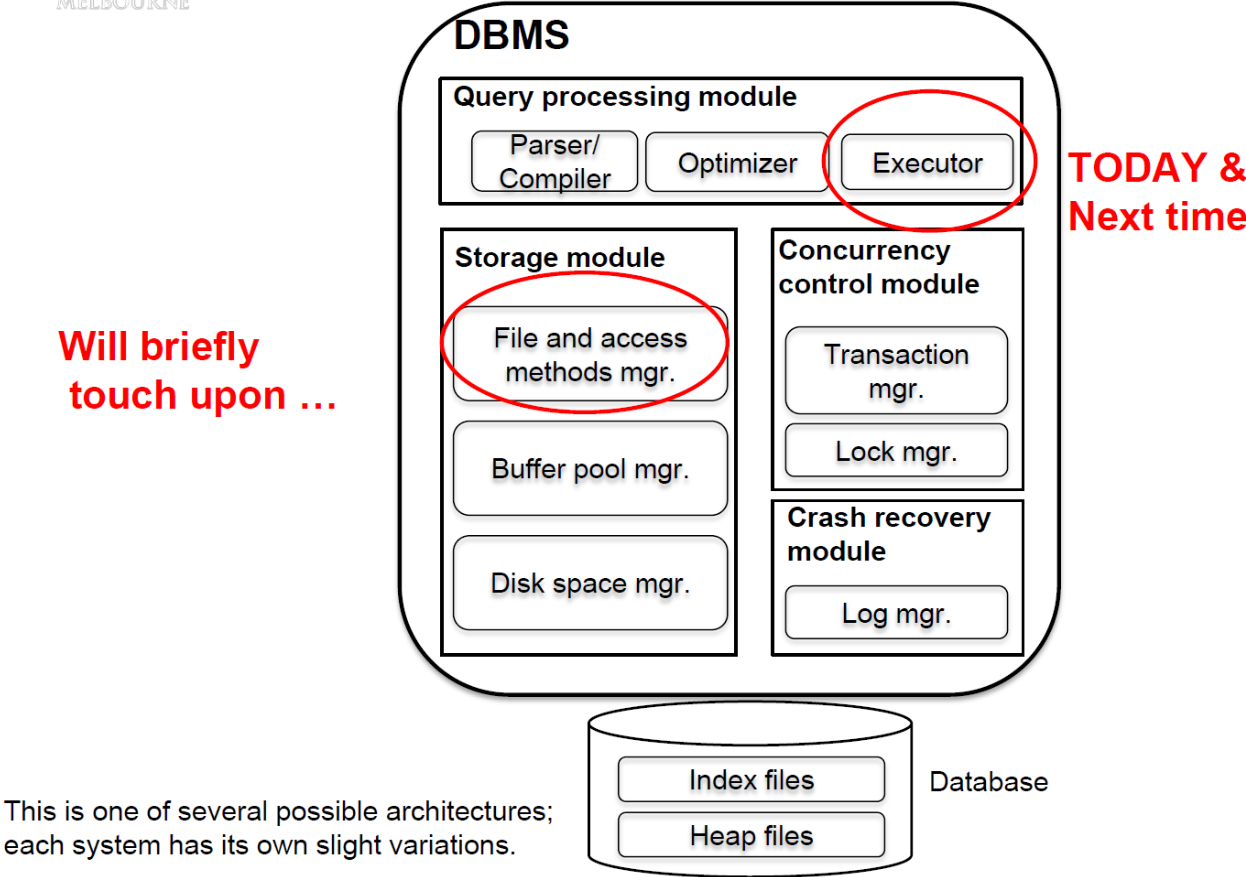 MELBOURNE
DBMS
Query processing module
Parser/
Compiler
Optimizer
Executor
TODAY &
Next time
Storage module
File and access
methods mgr.
Buffer pool mgr.
Disk space mgr.
Concurrency
control module
Transaction
mgr.
Lock mgr.
Crash recovery
module
Log mgr.
Will briefly
touch upon …
Index files
Heap files
Database
This is one of several possible architectures;
each system has its own slight variations.